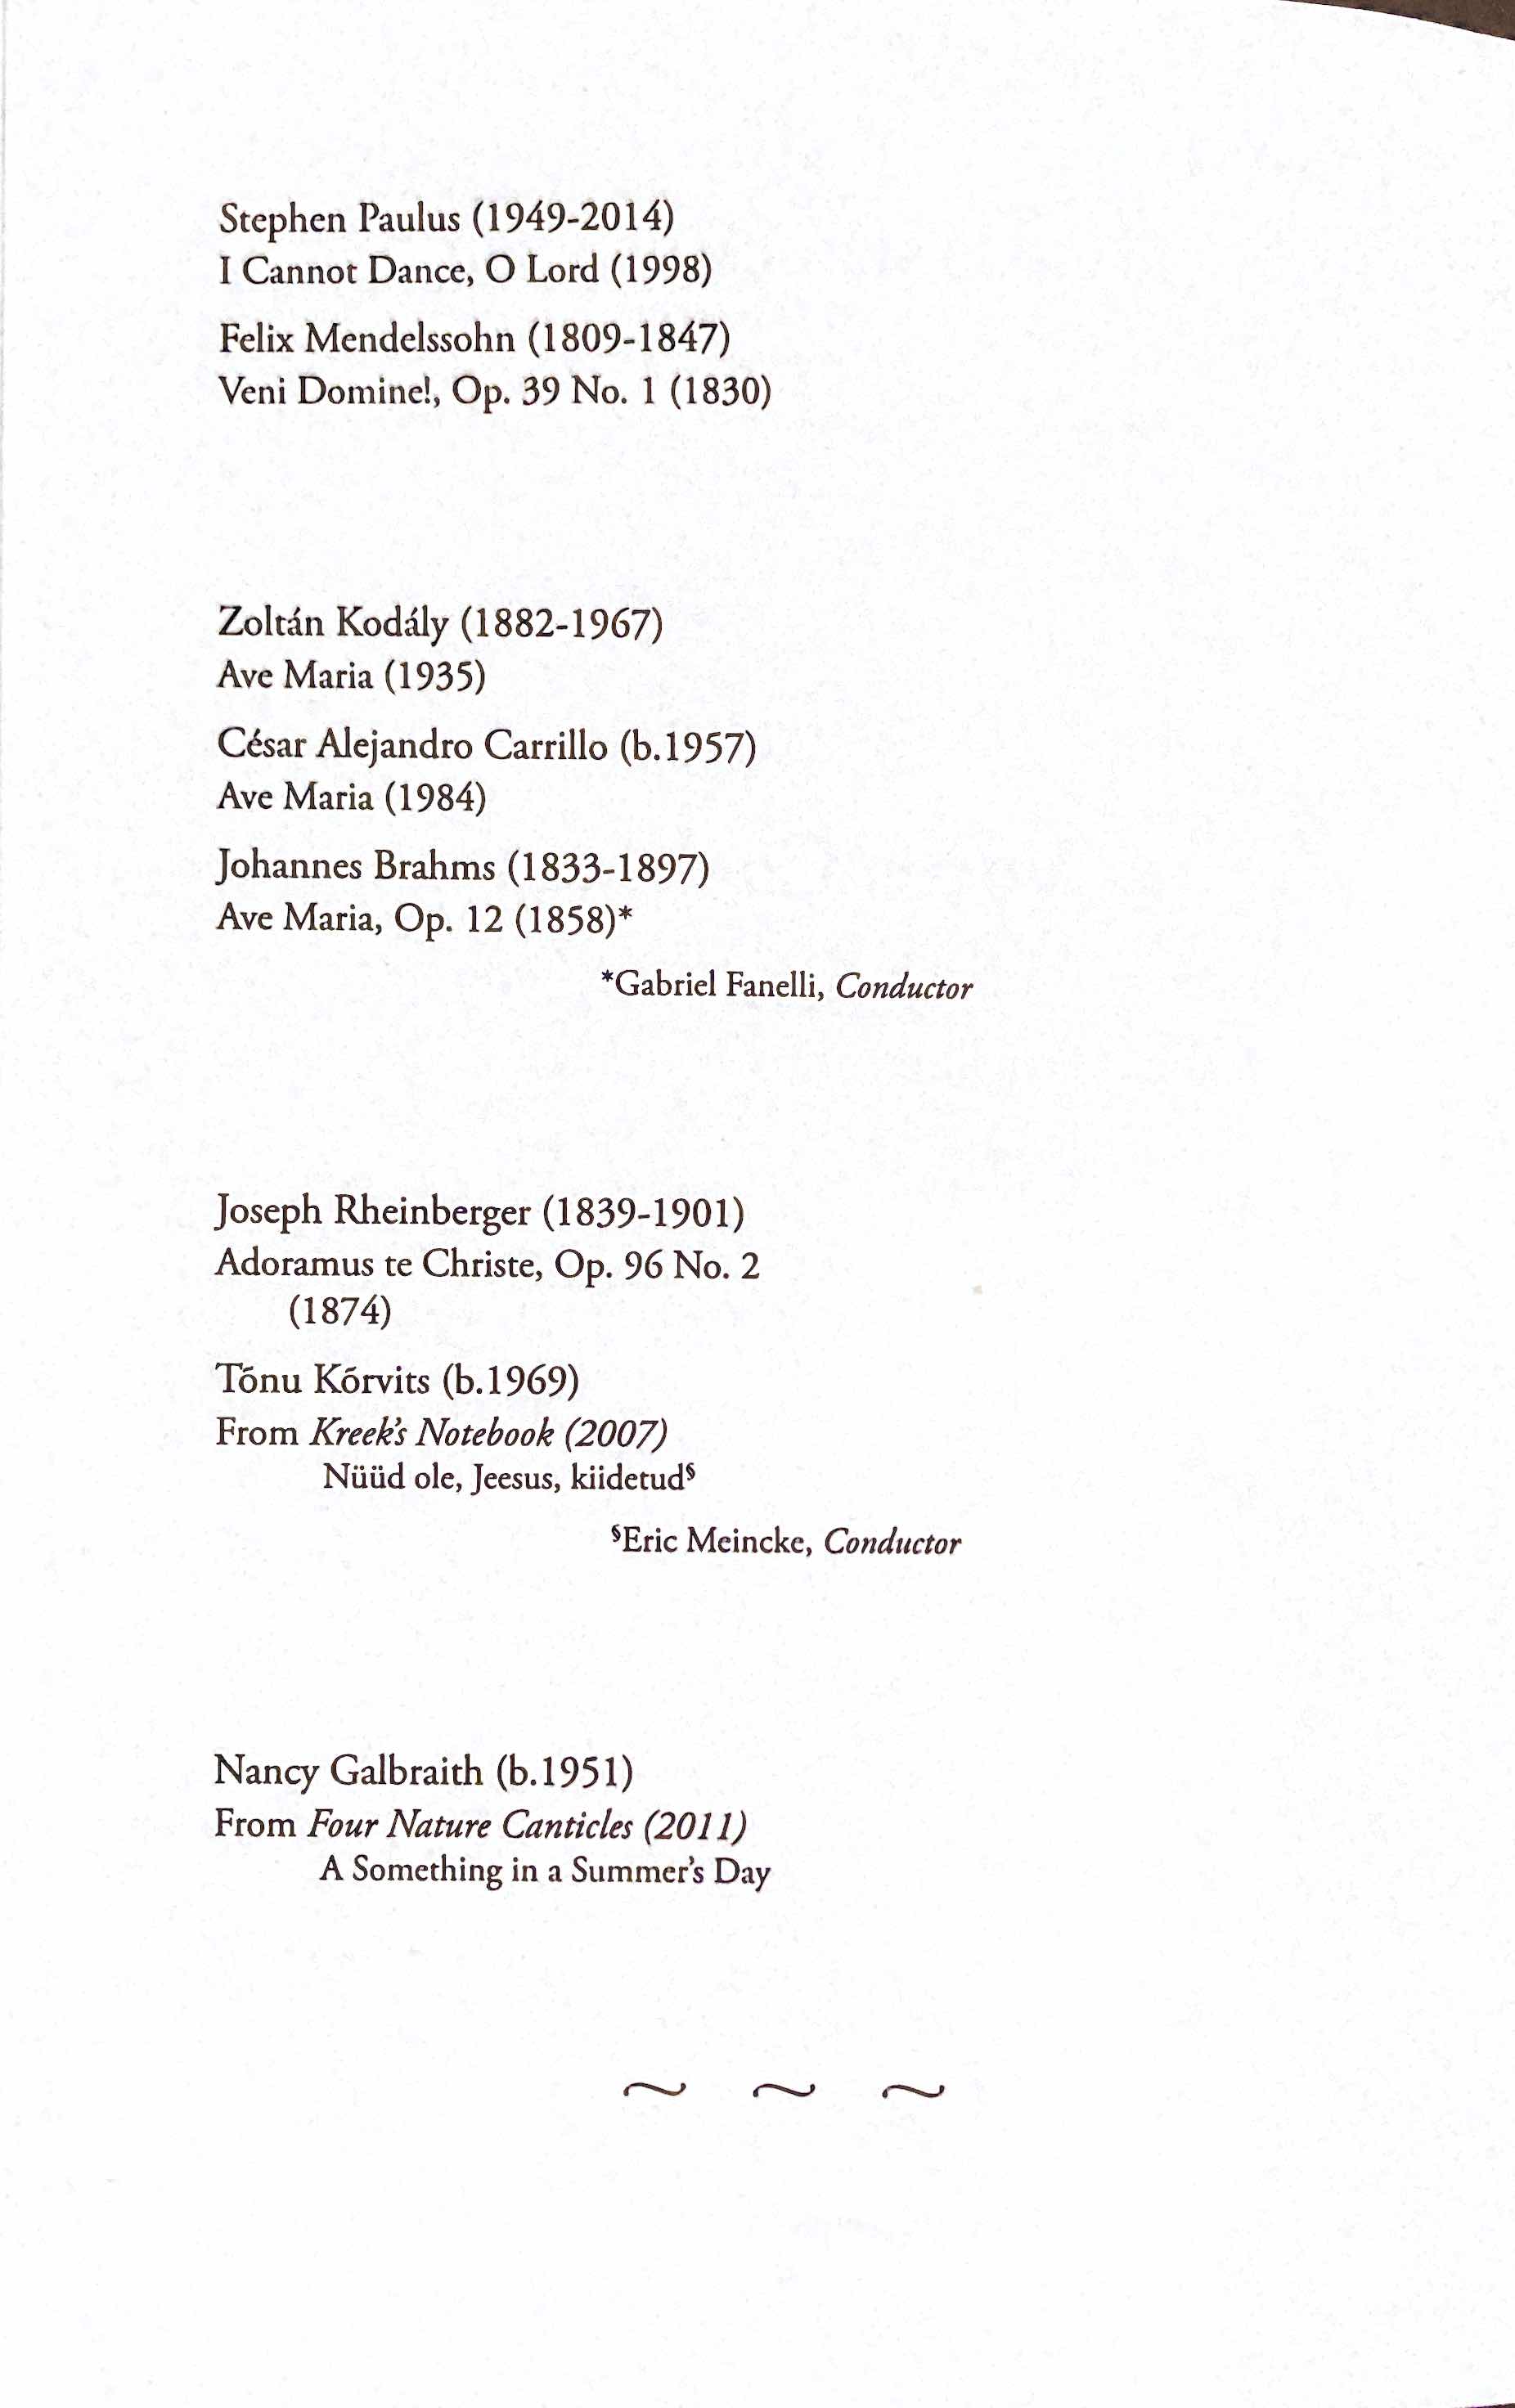 Stephen Paulus (1949-2014)
I Cannot Dance, O Lord (1998)
Felix Mendelssohn (1809-1847)
Veni Domine!, Op. 39 No. 1 (1830)
Zoltán Kodály (1882-1967)
Ave Maria (1935)
César Alejandro Carrillo (b.1957)
Ave Maria (1984)
Johannes Brahms (1833-1897)
Ave Maria, Op. 12 (1858)*
*Gabriel Fanelli, Conductor
Joseph Rheinberger (1839-1901)
Adoramus te Christe, Op. 96 No. 2
(1874)
Tõnu Kõrvits (b.1969)
From Kreek's Notebook (2007)
Nüüd ole, Jeesus, kiidetud§
§Eric Meincke, Conductor
Nancy Galbraith (b.1951)
From Four Nature Canticles (2011)
A Something in a Summer's Day
~ ~ ~